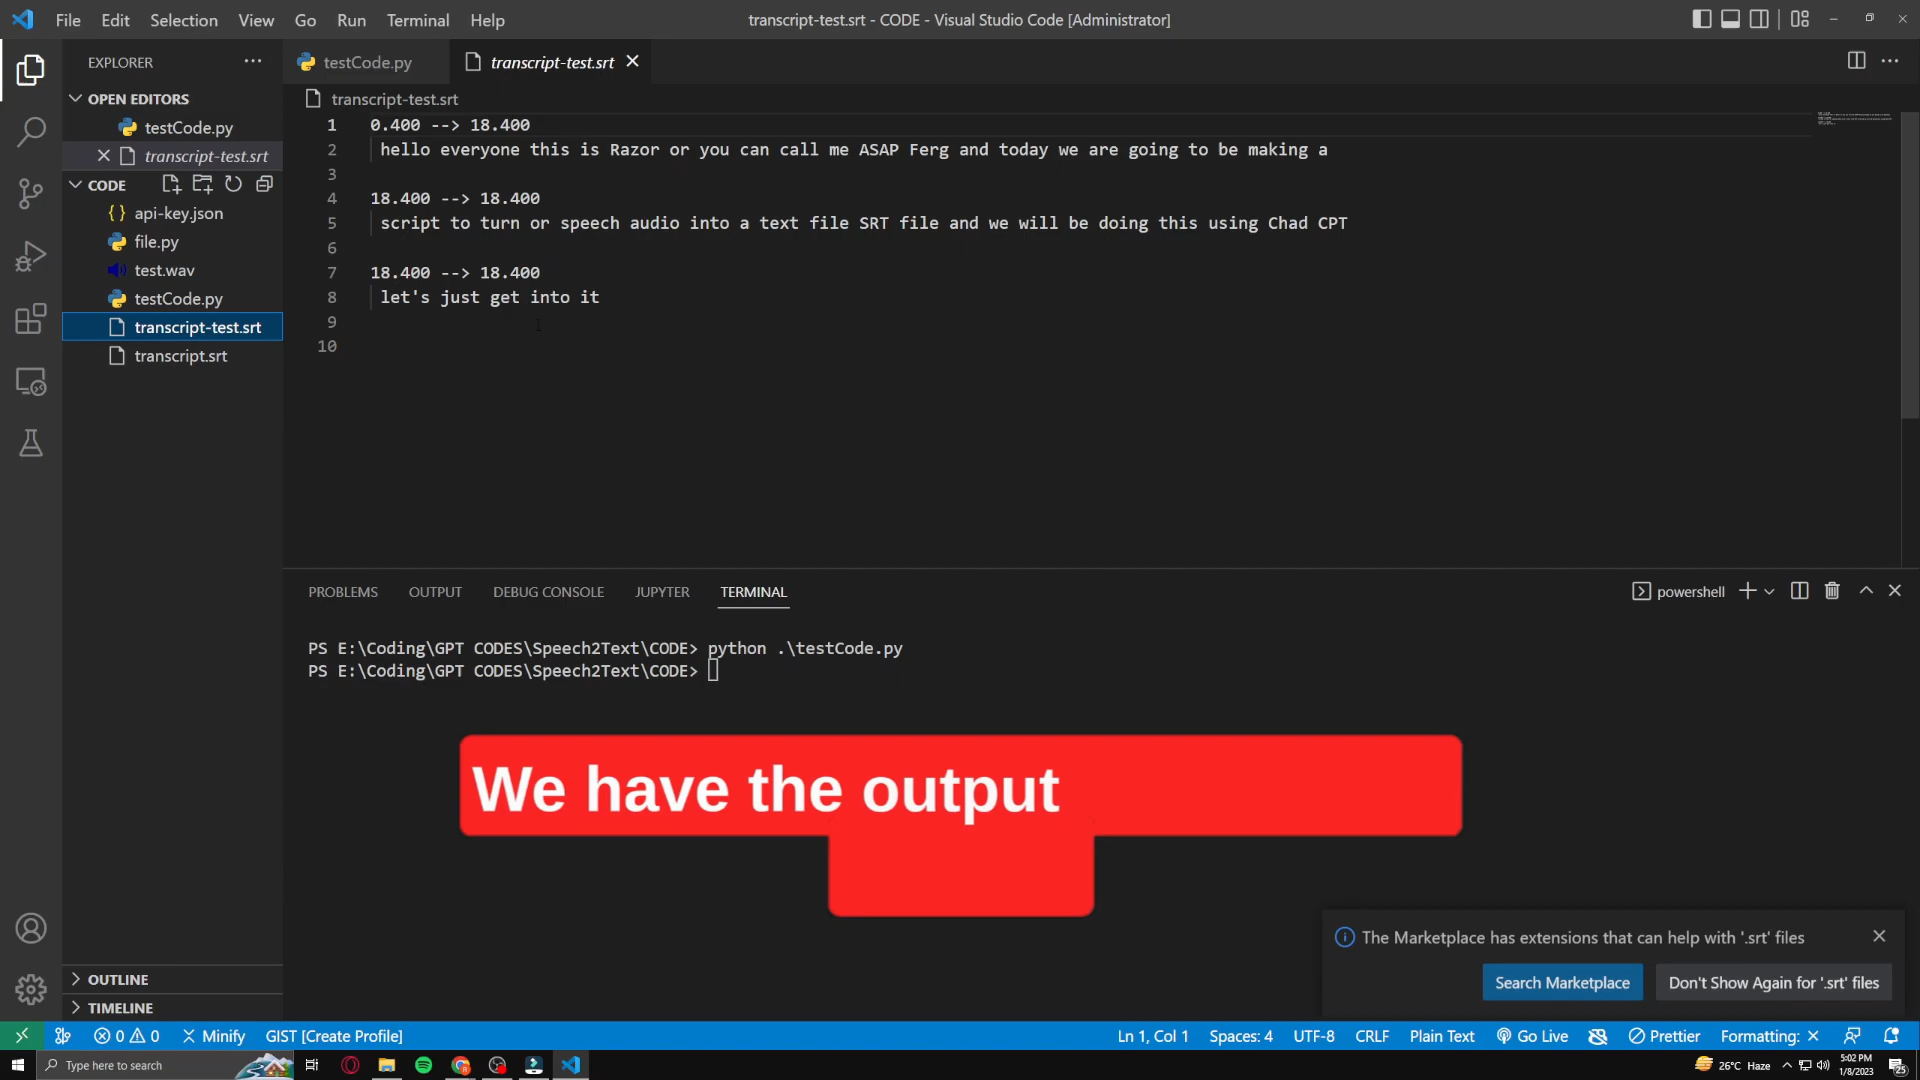 File Edit Selection View Go Run Terminal Help
transcript-test.srt - CODE - Visual Studio Code [Administrator]
EXPLORER
OPEN EDITORS
testCode.py
transcript-test.srt
CODE
api-key.json
file.py
test.wav
testCode.py
transcript-test.srt
transcript.srt
OUTLINE
TIMELINE
testCode.py
transcript-test.srt
transcript-test.srt
1 0.400 --> 18.400
2 hello everyone this is Razor or you can call me ASAP Ferg and today we are going to be making a
3
4 18.400 --> 18.400
5 script to turn or speech audio into a text file SRT file and we will be doing this using Chad CPT
6
7 18.400 --> 18.400
8 let's just get into it
9
10
PROBLEMS OUTPUT DEBUG CONSOLE JUPYTER TERMINAL
powershell
PS E:\Coding\GPT CODES\Speech2Text\CODE> python .\testCode.py
PS E:\Coding\GPT CODES\Speech2Text\CODE>
We have the output
The Marketplace has extensions that can help with '.srt' files
Search Marketplace
Don't Show Again for '.srt' files
0 0 Minify GIST [Create Profile]
Ln 1, Col 1 Spaces: 4 UTF-8 CRLF Plain Text Go Live Prettier Formatting: ×
Type here to search
26°C Haze
5:02 PM
1/8/2023
25